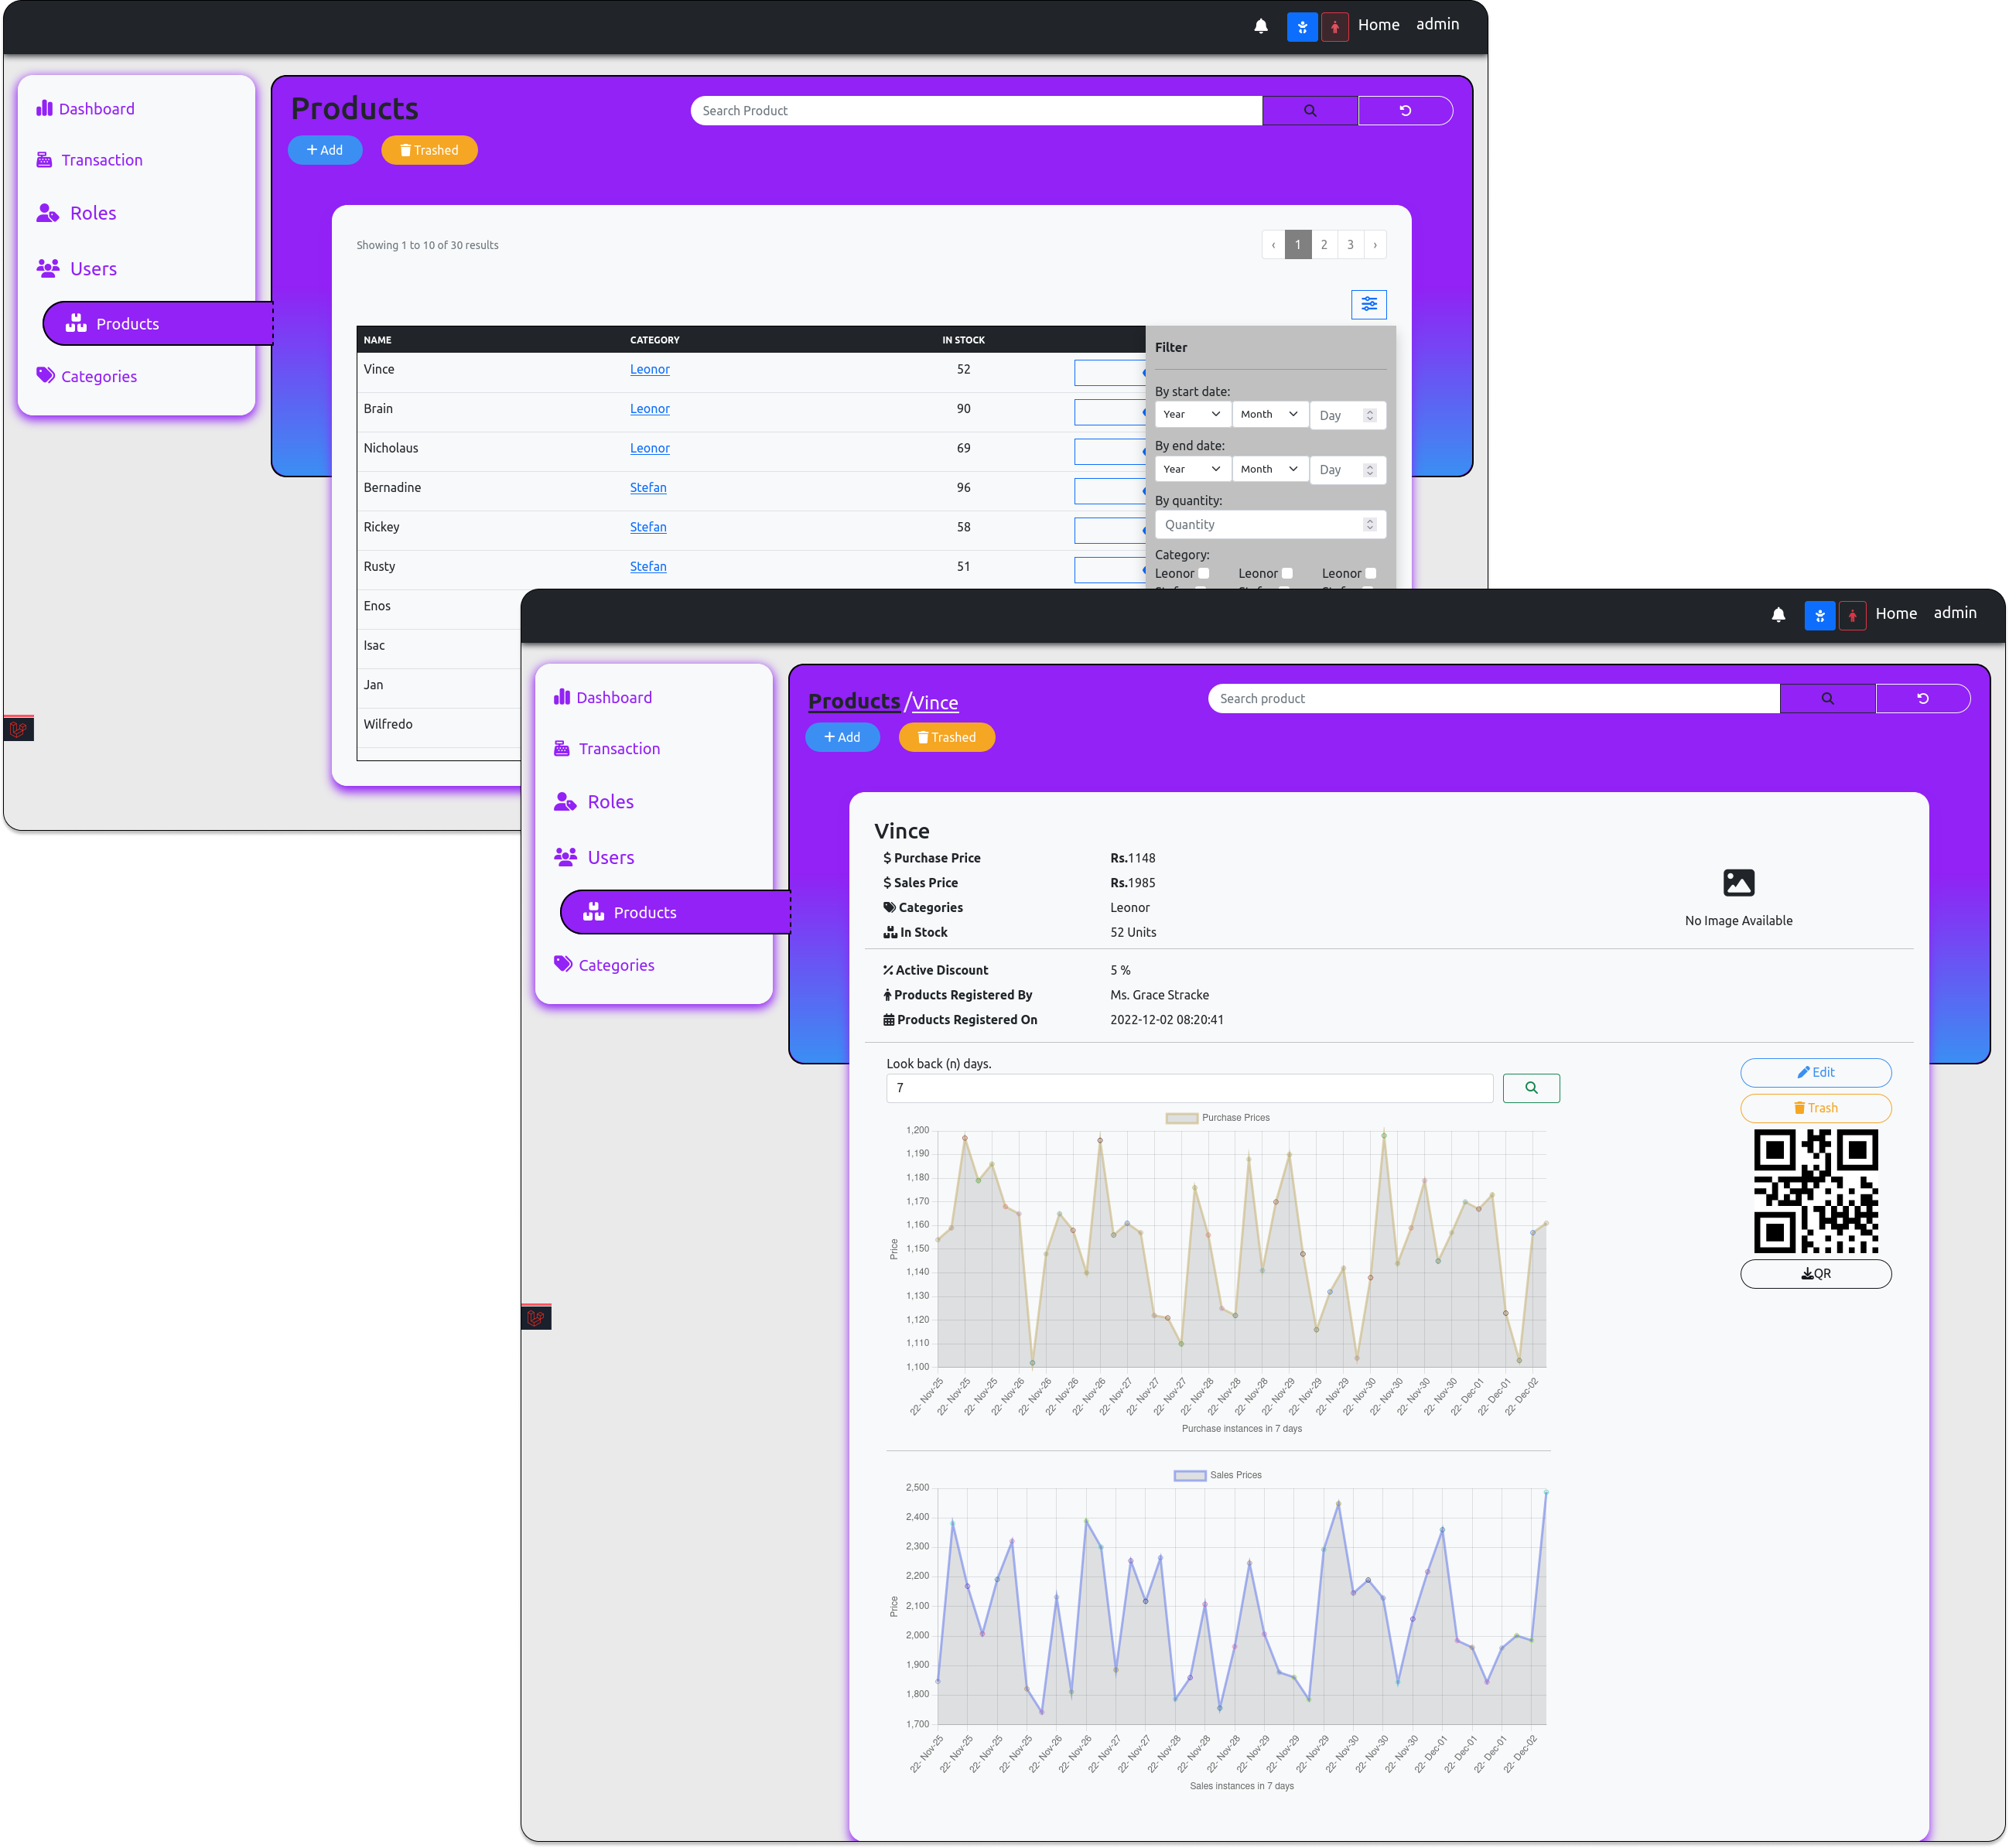 Home admin
Dashboard
Transaction
Roles
Users
Products
Categories
Products
Search Product
Add
Trashed
Showing 1 to 10 of 30 results
‹ 1 2 3 ›
NAME CATEGORY IN STOCK
Vince Leonor 52
Brain Leonor 90
Nicholaus Leonor 69
Bernadine Stefan 96
Rickey Stefan 58
Rusty Stefan 51
Enos
Isac
Jan
Wilfredo
Filter
By start date:
Year Month Day
By end date:
Year Month Day
By quantity:
Quantity
Category:
Leonor Leonor Leonor
Home admin
Dashboard
Transaction
Roles
Users
Products
Categories
Products /Vince
Search product
Add
Trashed
Vince
$ Purchase Price Rs.1148
$ Sales Price Rs.1985
Categories Leonor
In Stock 52 Units
No Image Available
% Active Discount 5 %
Products Registered By Ms. Grace Stracke
Products Registered On 2022-12-02 08:20:41
Look back (n) days.
7
Edit
Trash
QR
Purchase Prices
1,200
1,190
1,180
1,170
1,160
1,150
1,140
1,130
1,120
1,110
1,100
Price
22- Nov-25 22- Nov-25 22- Nov-25 22- Nov-26 22- Nov-26 22- Nov-26 22- Nov-26 22- Nov-27 22- Nov-27 22- Nov-27 22- Nov-28 22- Nov-28 22- Nov-28 22- Nov-29 22- Nov-29 22- Nov-29 22- Nov-30 22- Nov-30 22- Nov-30 22- Nov-30 22- Dec-01 22- Dec-01 22- Dec-02
Purchase instances in 7 days
Sales Prices
2,500
2,400
2,300
2,200
2,100
2,000
1,900
1,800
1,700
Price
22- Nov-25 22- Nov-25 22- Nov-25 22- Nov-25 22- Nov-26 22- Nov-26 22- Nov-27 22- Nov-27 22- Nov-28 22- Nov-28 22- Nov-28 22- Nov-29 22- Nov-29 22- Nov-29 22- Nov-30 22- Nov-30 22- Nov-30 22- Dec-01 22- Dec-01 22- Dec-01 22- Dec-02
Sales instances in 7 days